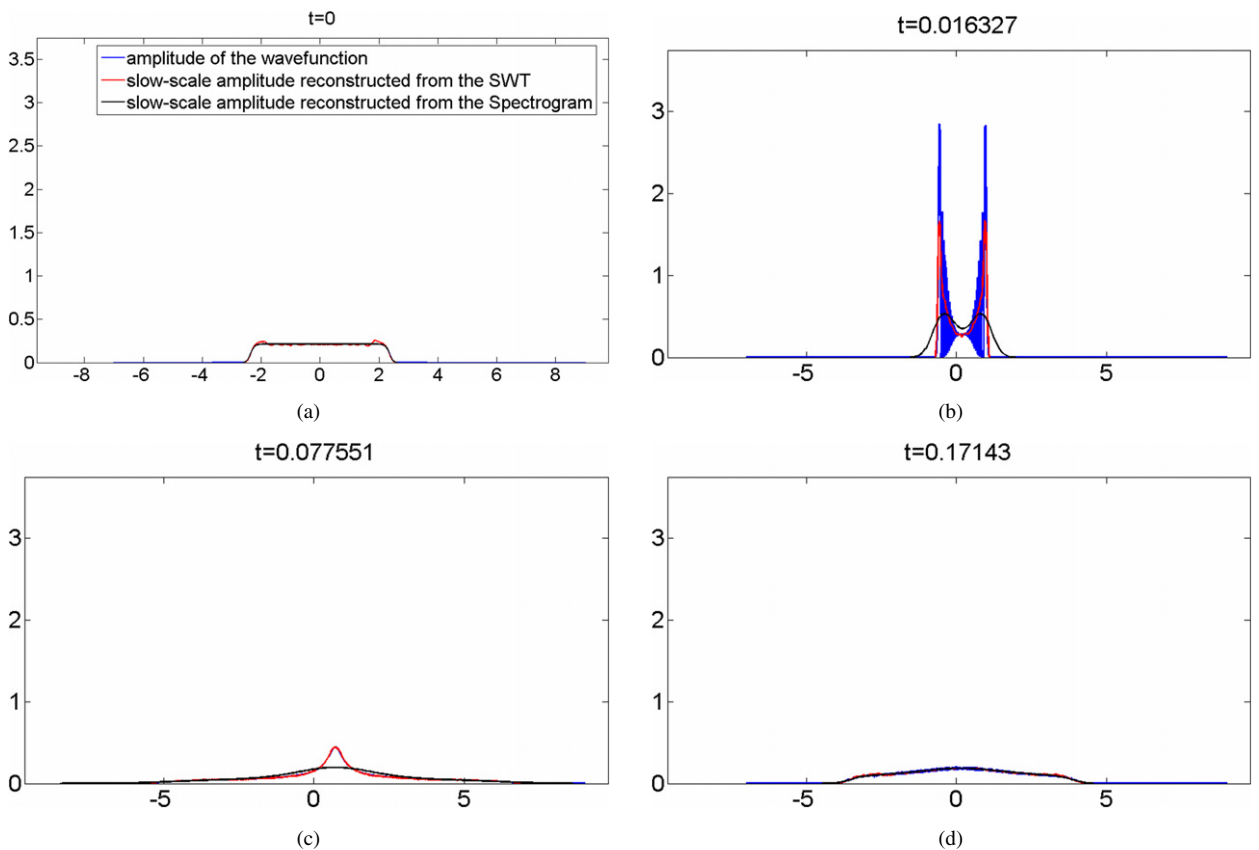 t=0
3.5
3
2.5
2
1.5
1
0.5
0
amplitude of the wavefunction
slow-scale amplitude reconstructed from the SWT
slow-scale amplitude reconstructed from the Spectrogram
-8 -6 -4 -2 0 2 4 6 8
(a)
t=0.016327
3
2
1
0
-5 0 5
(b)
t=0.077551
3
2
1
0
-5 0 5
(c)
t=0.17143
3
2
1
0
-5 0 5
(d)